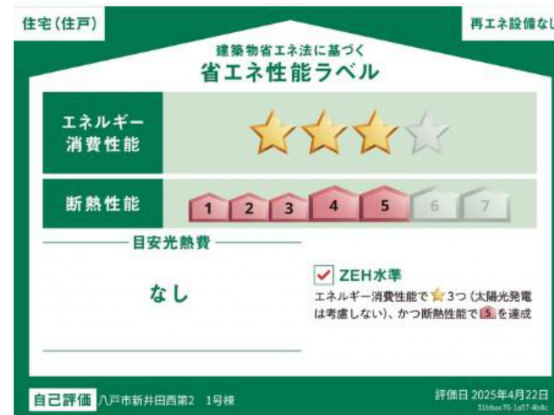 住宅(住戸)
再エネ設備なし
建築物省エネ法に基づく
省エネ性能ラベル
エネルギー
消費性能
断熱性能
1 2 3 4 5 6 7
目安光熱費
なし
ZEH水準
エネルギー消費性能で⭐3つ(太陽光発電
は考慮しない)、かつ断熱性能で5を達成
自己評価 八戸市新井田西第2 1号棟
評価日 2025年4月22日